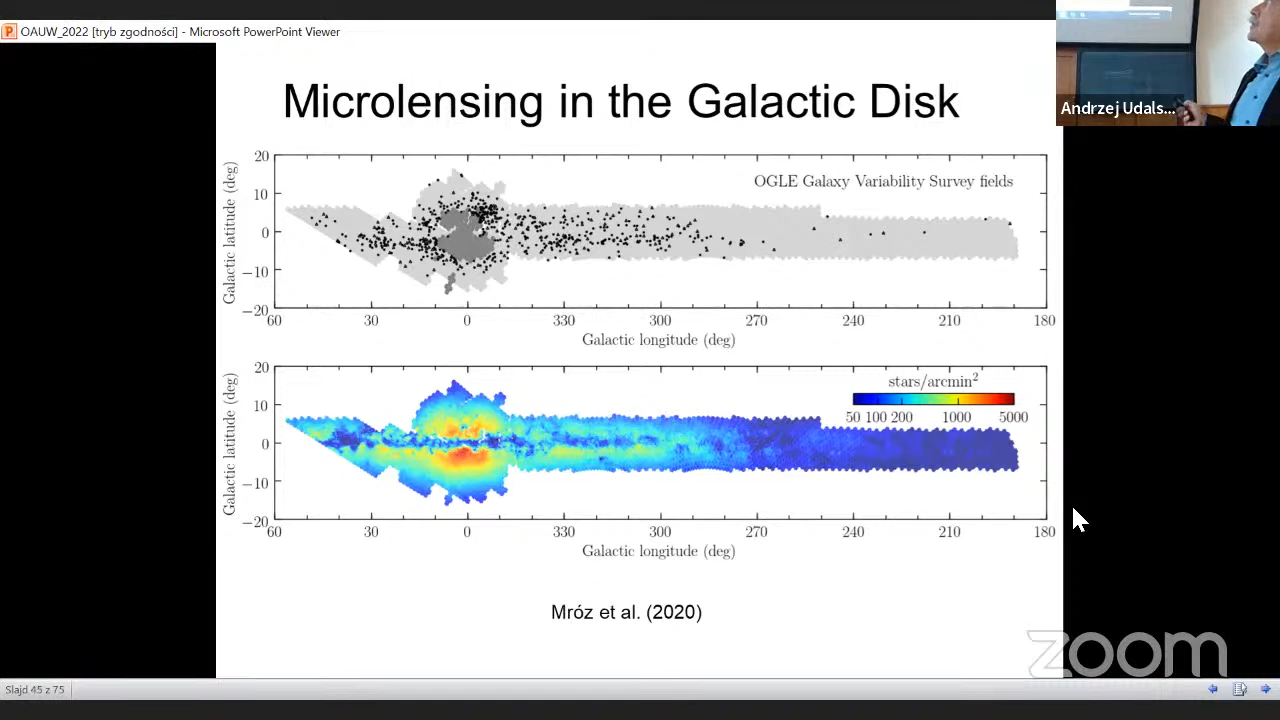 OAUW_2022 [tryb zgodności] - Microsoft PowerPoint Viewer
Andrzej Udals...
Microlensing in the Galactic Disk
OGLE Galaxy Variability Survey fields
Galactic latitude (deg)
20
10
0
−10
−20
60 30 0 330 300 270 240 210 180
Galactic longitude (deg)
stars/arcmin²
50 100 200 1000 5000
Galactic latitude (deg)
20
10
0
−10
−20
60 30 0 330 300 270 240 210 180
Galactic longitude (deg)
Mróz et al. (2020)
zoom
Slajd 45 z 75